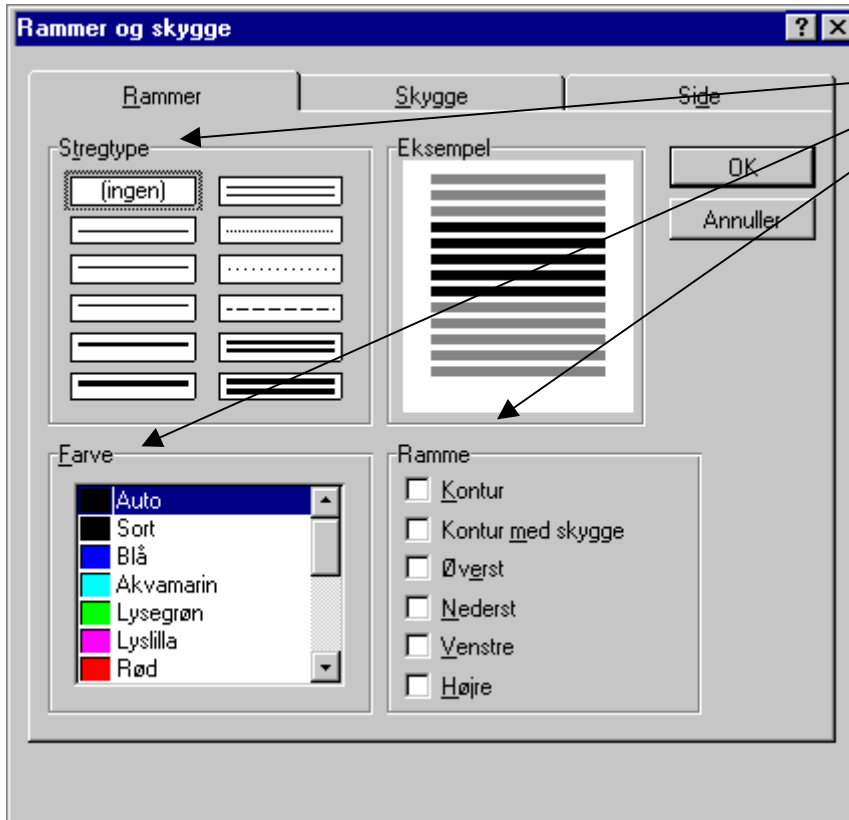 Rammer og skygge
Rammer
Skygge
Side
Stregtype
(ingen)
Eksempel
OK
Annuller
Farve
Auto
Sort
Blå
Akvamarin
Lysegrøn
Lyslilla
Rød
Ramme
Kontur
Kontur med skygge
Øverst
Nederst
Venstre
Højre